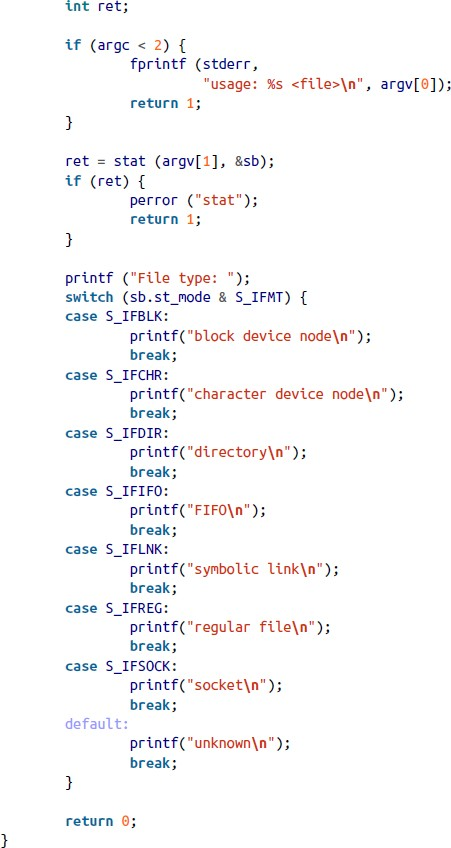 int ret;
if (argc < 2) {
fprintf (stderr,
"usage: %s <file>\n", argv[0]);
return 1;
}
ret = stat (argv[1], &sb);
if (ret) {
perror ("stat");
return 1;
}
printf ("File type: ");
switch (sb.st_mode & S_IFMT) {
case S_IFBLK:
printf("block device node\n");
break;
case S_IFCHR:
printf("character device node\n");
break;
case S_IFDIR:
printf("directory\n");
break;
case S_IFIFO:
printf("FIFO\n");
break;
case S_IFLNK:
printf("symbolic link\n");
break;
case S_IFREG:
printf("regular file\n");
break;
case S_IFSOCK:
printf("socket\n");
break;
default:
printf("unknown\n");
break;
}
return 0;
}